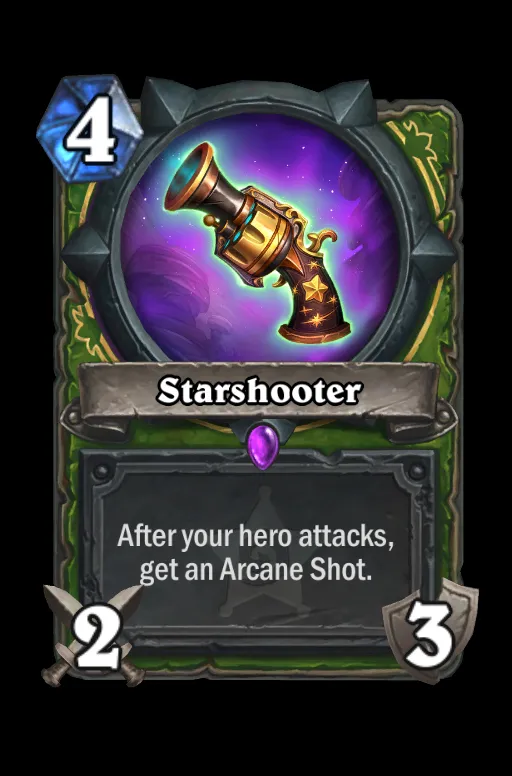 4
Starshooter
After your hero attacks,
get an Arcane Shot.
2
3